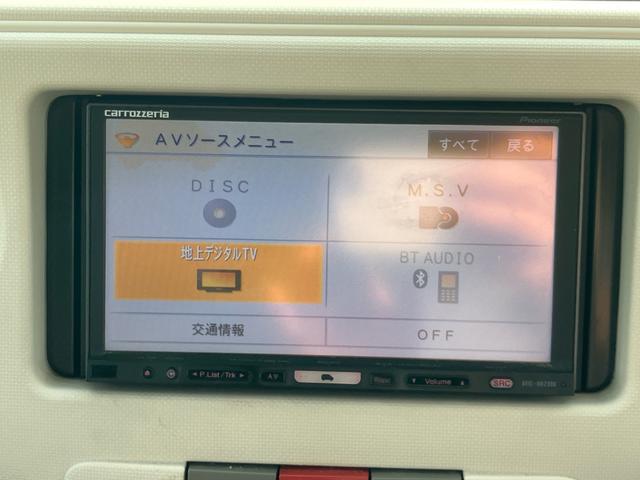 carrozzeria
Pioneer
AVソースメニュー
すべて
戻る
DISC
M.S.V
地上デジタルTV
BT AUDIO
交通情報
OFF
◄ P.List/Trk ►
AV
▼ Volume ▲
SRC